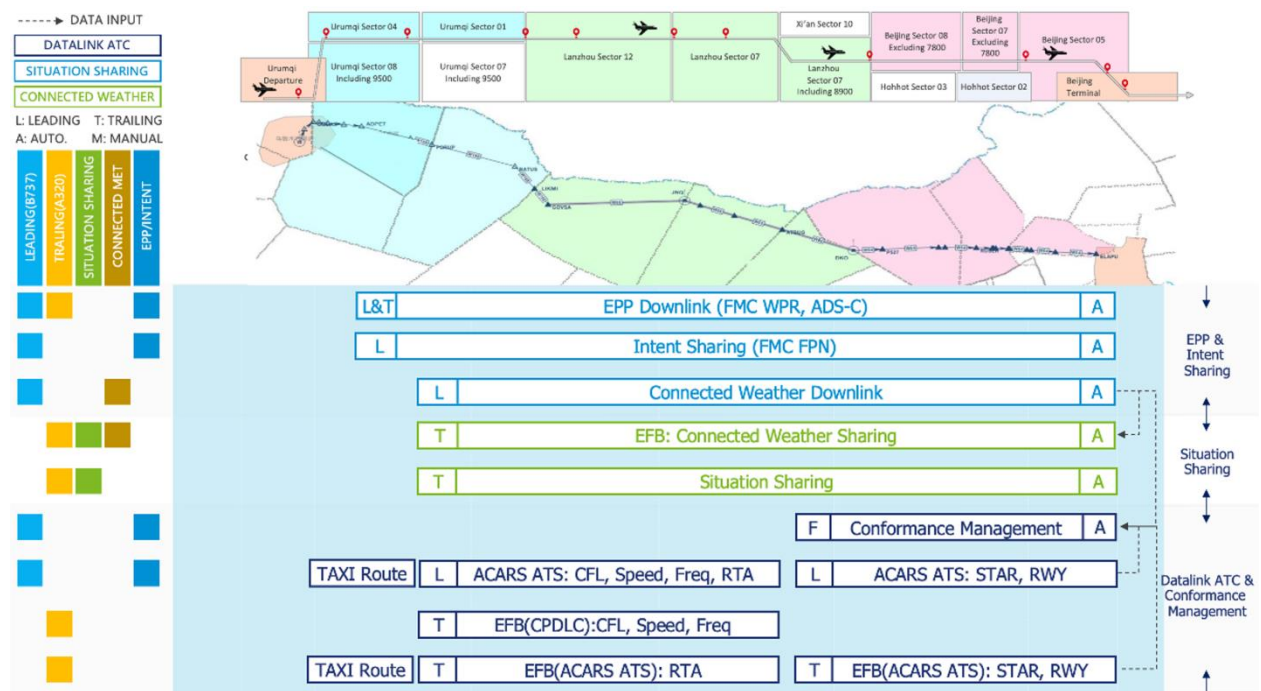 DATA INPUT
DATALINK ATC
SITUATION SHARING
CONNECTED WEATHER
L: LEADING T: TRAILING
A: AUTO. M: MANUAL
LEADING(B737)
TRAILING(A320)
SITUATION SHARING
CONNECTED MET
EPP/INTENT
Urumqi
Departure
Urumqi Sector 04
Urumqi Sector 08
Including 9500
Urumqi Sector 01
Urumqi Sector 07
Including 9500
Lanzhou Sector 12
Lanzhou Sector 07
Xi'an Sector 10
Lanzhou
Sector 07
Including 8900
Beijing Sector 08
Excluding 7800
Hohhot Sector 03
Beijing
Sector 07
Excluding
7800
Hohhot Sector 02
Beijing Sector 05
Beijing
Terminal
GOVSA
L&T EPP Downlink (FMC WPR, ADS-C) A
L Intent Sharing (FMC FPN) A
L Connected Weather Downlink A
T EFB: Connected Weather Sharing A
T Situation Sharing A
F Conformance Management A
TAXI Route L ACARS ATS: CFL, Speed, Freq, RTA L ACARS ATS: STAR, RWY
T EFB(CPDLC):CFL, Speed, Freq
TAXI Route T EFB(ACARS ATS): RTA T EFB(ACARS ATS): STAR, RWY
EPP &
Intent
Sharing
Situation
Sharing
Datalink ATC &
Conformance
Management